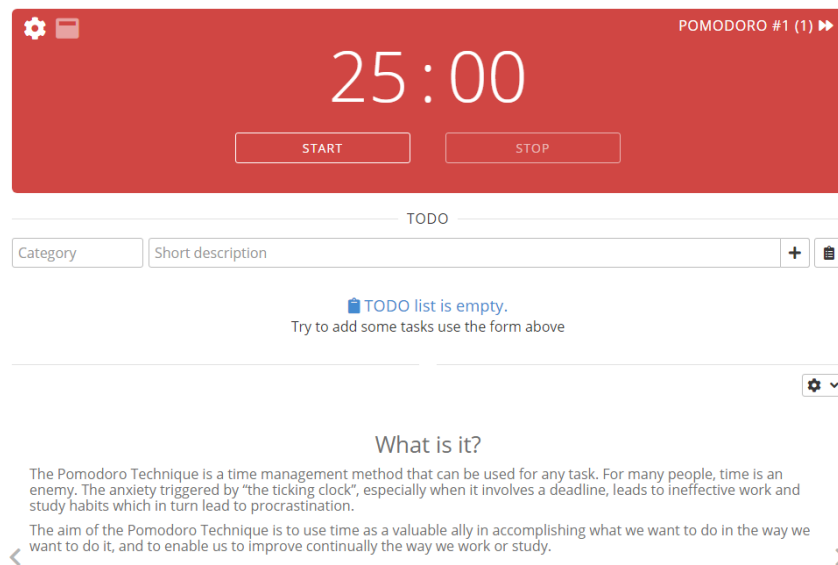 POMODORO #1 (1)
25 : 00
START
STOP
TODO
Category
Short description
TODO list is empty.
Try to add some tasks use the form above
What is it?
The Pomodoro Technique is a time management method that can be used for any task. For many people, time is an
enemy. The anxiety triggered by “the ticking clock”, especially when it involves a deadline, leads to ineffective work and
study habits which in turn lead to procrastination.
The aim of the Pomodoro Technique is to use time as a valuable ally in accomplishing what we want to do in the way we
want to do it, and to enable us to improve continually the way we work or study.